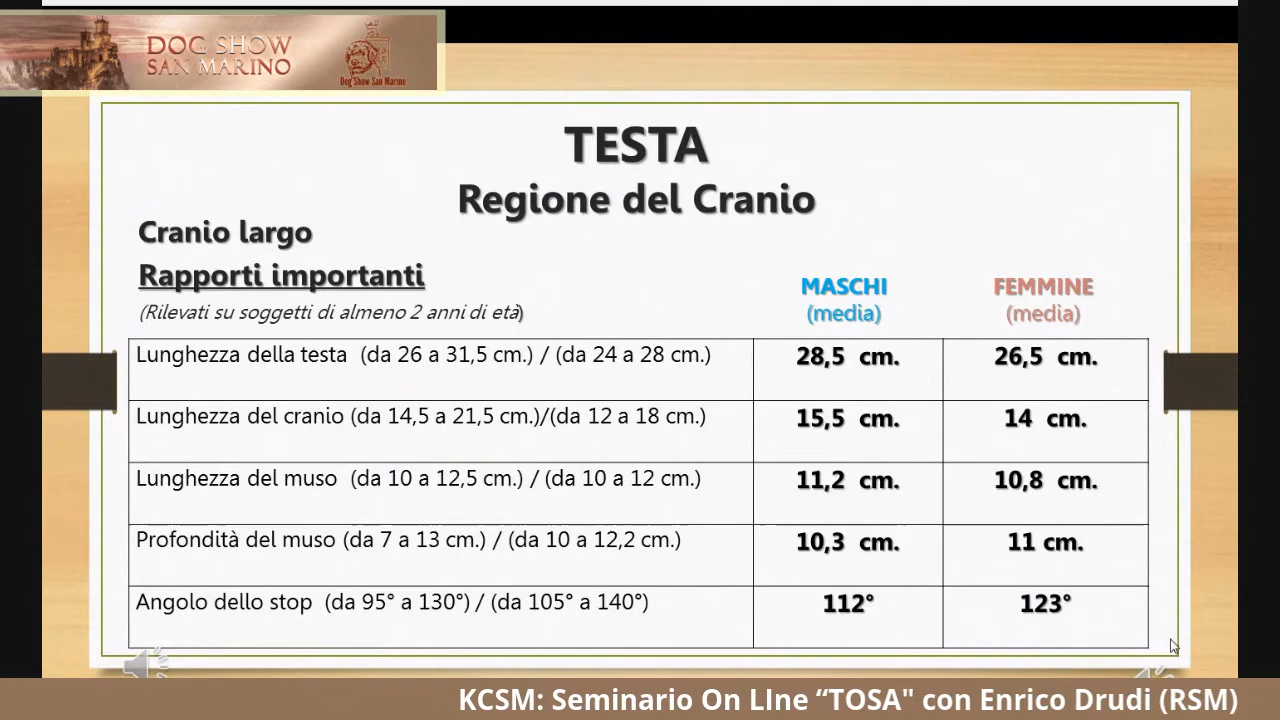 DOG SHOW
SAN MARINO
Dog Show San Marino
TESTA
Regione del Cranio
Cranio largo
Rapporti importanti
(Rilevati su soggetti di almeno 2 anni di età)
MASCHI
(media)
FEMMINE
(media)
Lunghezza della testa (da 26 a 31,5 cm.) / (da 24 a 28 cm.) 28,5 cm. 26,5 cm.
Lunghezza del cranio (da 14,5 a 21,5 cm.)/(da 12 a 18 cm.) 15,5 cm. 14 cm.
Lunghezza del muso (da 10 a 12,5 cm.) / (da 10 a 12 cm.) 11,2 cm. 10,8 cm.
Profondità del muso (da 7 a 13 cm.) / (da 10 a 12,2 cm.) 10,3 cm. 11 cm.
Angolo dello stop (da 95° a 130°) / (da 105° a 140°) 112° 123°
KCSM: Seminario On LIne “TOSA" con Enrico Drudi (RSM)